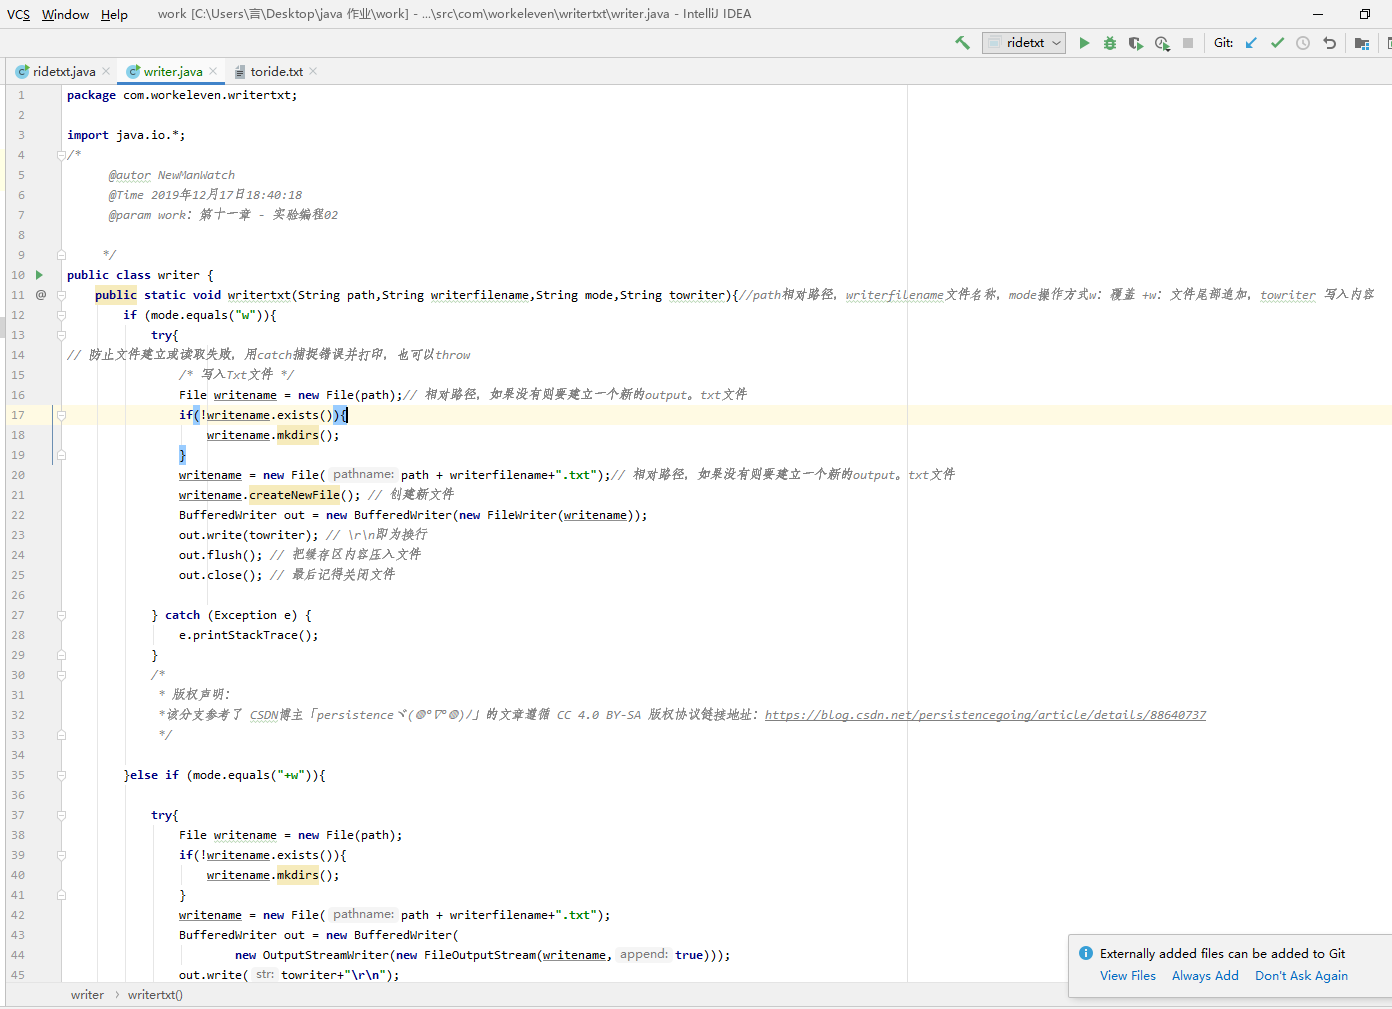 VCS Window Help work [C:\Users\言\Desktop\java 作业\work] - ...\src\com\workeleven\writertxt\writer.java - IntelliJ IDEA
ridetxt Git:
ridetxt.java writer.java toride.txt
1 package com.workeleven.writertxt;
2
3 import java.io.*;
4 /*
5 @autor NewManWatch
6 @Time 2019年12月17日18:40:18
7 @param work: 第十一章 - 实验编程02
8
9 */
10 public class writer {
11 @ public static void writertxt(String path,String writerfilename,String mode,String towriter){//path相对路径, writerfilename文件名称, mode操作方式w: 覆盖 +w: 文件尾部追加, towriter 写入内容
12 if (mode.equals("w")){
13 try{
14 // 防止文件建立或读取失败, 用catch捕捉错误并打印, 也可以throw
15 /* 写入Txt文件 */
16 File writename = new File(path);// 相对路径, 如果没有则要建立一个新的output。txt文件
17 if(!writename.exists()){
18 writename.mkdirs();
19 }
20 writename = new File( pathname: path + writerfilename+".txt");// 相对路径, 如果没有则要建立一个新的output。txt文件
21 writename.createNewFile(); // 创建新文件
22 BufferedWriter out = new BufferedWriter(new FileWriter(writename));
23 out.write(towriter); // \r\n即为换行
24 out.flush(); // 把缓存区内容压入文件
25 out.close(); // 最后记得关闭文件
26
27 } catch (Exception e) {
28 e.printStackTrace();
29 }
30 /*
31 * 版权声明:
32 *该分支参考了 CSDN博主「persistenceヾ(◍°∇°◍)/」的文章遵循 CC 4.0 BY-SA 版权协议链接地址: https://blog.csdn.net/persistencegoing/article/details/88640737
33 */
34
35 }else if (mode.equals("+w")){
36
37 try{
38 File writename = new File(path);
39 if(!writename.exists()){
40 writename.mkdirs();
41 }
42 writename = new File( pathname: path + writerfilename+".txt");
43 BufferedWriter out = new BufferedWriter(
44 new OutputStreamWriter(new FileOutputStream(writename, append: true)));
45 out.write( str: towriter+"\r\n");
Externally added files can be added to Git
View Files Always Add Don't Ask Again
writer › writertxt()